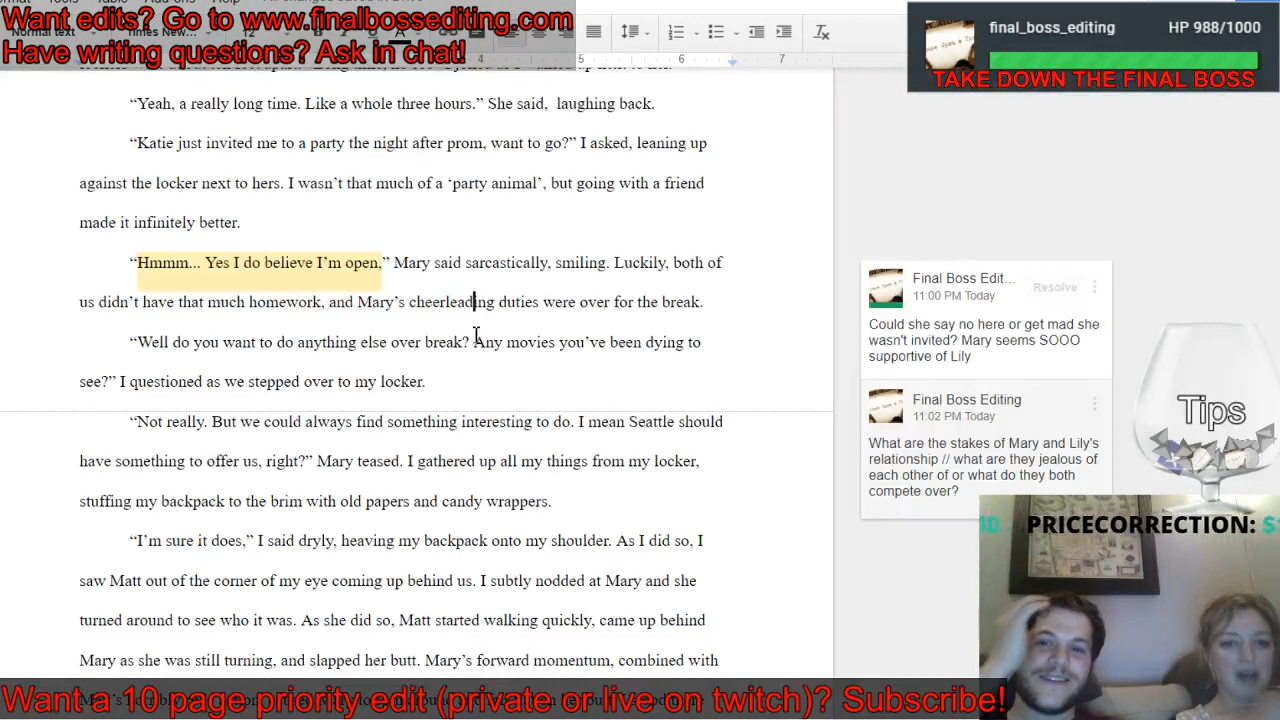 Want edits? Go to www.finalbossediting.com
Have writing questions? Ask in chat!
final_boss_editing HP 988/1000
TAKE DOWN THE FINAL BOSS
4 5 6 7
“Yeah, a really long time. Like a whole three hours.” She said,  laughing back.
“Katie just invited me to a party the night after prom, want to go?” I asked, leaning up
against the locker next to hers. I wasn’t that much of a ‘party animal’, but going with a friend
made it infinitely better.
“Hmmm... Yes I do believe I’m open,” Mary said sarcastically, smiling. Luckily, both of
us didn’t have that much homework, and Mary’s cheerleading duties were over for the break.
“Well do you want to do anything else over break? Any movies you’ve been dying to
see?” I questioned as we stepped over to my locker.
“Not really. But we could always find something interesting to do. I mean Seattle should
have something to offer us, right?” Mary teased. I gathered up all my things from my locker,
stuffing my backpack to the brim with old papers and candy wrappers.
“I’m sure it does,” I said dryly, heaving my backpack onto my shoulder. As I did so, I
saw Matt out of the corner of my eye coming up behind us. I subtly nodded at Mary and she
turned around to see who it was. As she did so, Matt started walking quickly, came up behind
Mary as she was still turning, and slapped her butt. Mary’s forward momentum, combined with
Final Boss Edit...
11:00 PM Today
Resolve
Could she say no here or get mad she
wasn't invited? Mary seems SOOO
supportive of Lily
Final Boss Editing
11:02 PM Today
What are the stakes of Mary and Lily's
relationship // what are they jealous of
each other of or what do they both
compete over?
Tips
PRICECORRECTION:
Want a 10 page priority edit (private or live on twitch)? Subscribe!